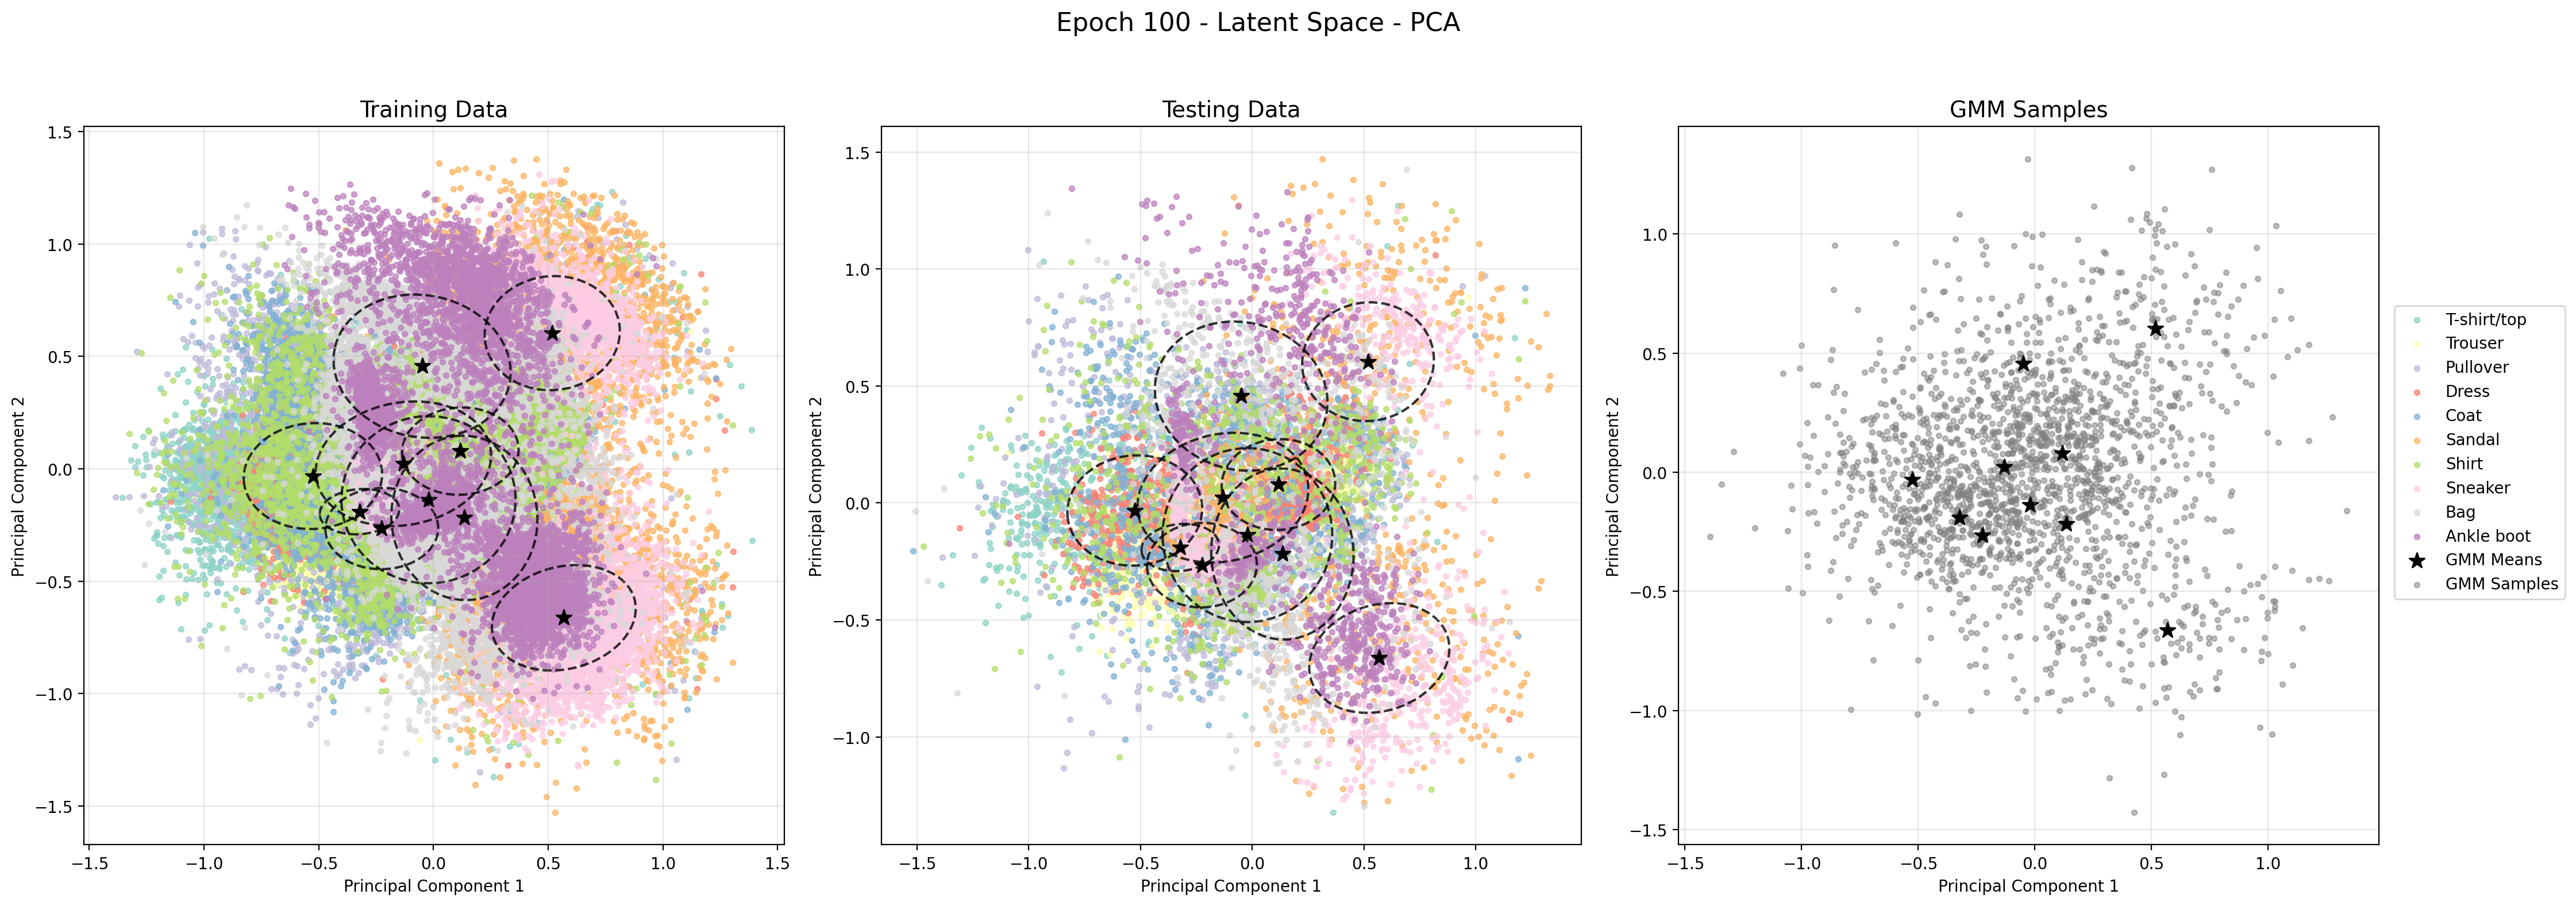 Epoch 100 - Latent Space - PCA
Training Data
1.5
1.0
0.5
0.0
−0.5
−1.0
−1.5
−1.5
−1.0
−0.5
0.0
0.5
1.0
1.5
Principal Component 1
Principal Component 2
Testing Data
1.5
1.0
0.5
0.0
−0.5
−1.0
−1.5
−1.0
−0.5
0.0
0.5
1.0
Principal Component 1
Principal Component 2
GMM Samples
1.0
0.5
0.0
−0.5
−1.0
−1.5
−1.5
−1.0
−0.5
0.0
0.5
1.0
Principal Component 1
Principal Component 2
T-shirt/top
Trouser
Pullover
Dress
Coat
Sandal
Shirt
Sneaker
Bag
Ankle boot
GMM Means
GMM Samples